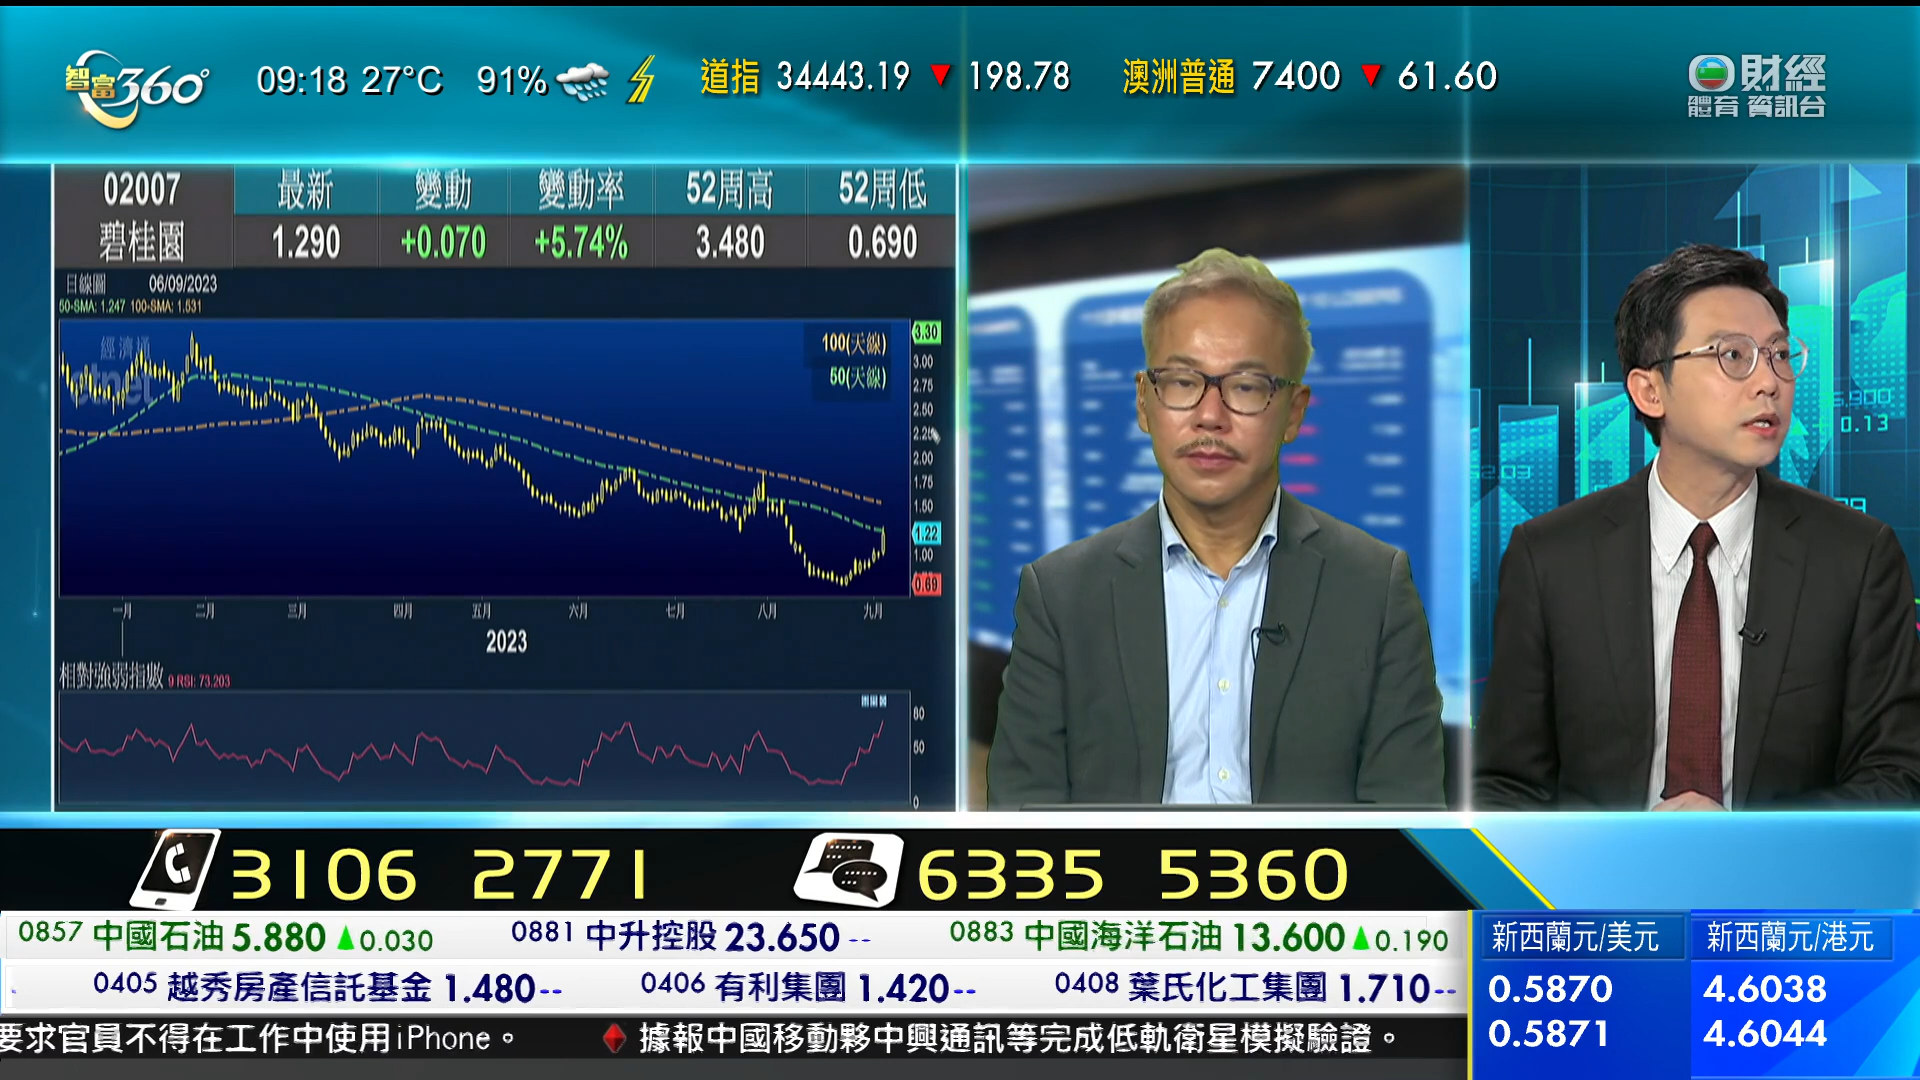 智富360°
09:18 27°C 91%
道指 34443.19 ▼ 198.78
澳洲普通 7400 ▼ 61.60
財經
體育 資訊台
02007 最新 變動 變動率 52周高 52周低
碧桂園 1.290 +0.070 +5.74% 3.480 0.690
日線圖 06/09/2023
50-SMA: 1.247 100-SMA: 1.531
經濟通
etnet
100(天線)
50(天線)
3.30
3.00
2.75
2.50
2.25
2.00
1.75
1.50
1.22
1.00
0.69
一月 二月 三月 四月 五月 六月 七月 八月 九月
2023
相對強弱指數 9 RSI: 73.203
80
50
0
0.13
3106 2771
6335 5360
0857 中國石油 5.880 ▲0.030 0881 中升控股 23.650 -- 0883 中國海洋石油 13.600 ▲0.190
0405 越秀房產信託基金 1.480-- 0406 有利集團 1.420-- 0408 葉氏化工集團 1.710--
要求官員不得在工作中使用iPhone。 據報中國移動夥中興通訊等完成低軌衛星模擬驗證。
新西蘭元/美元 新西蘭元/港元
0.5870 4.6038
0.5871 4.6044